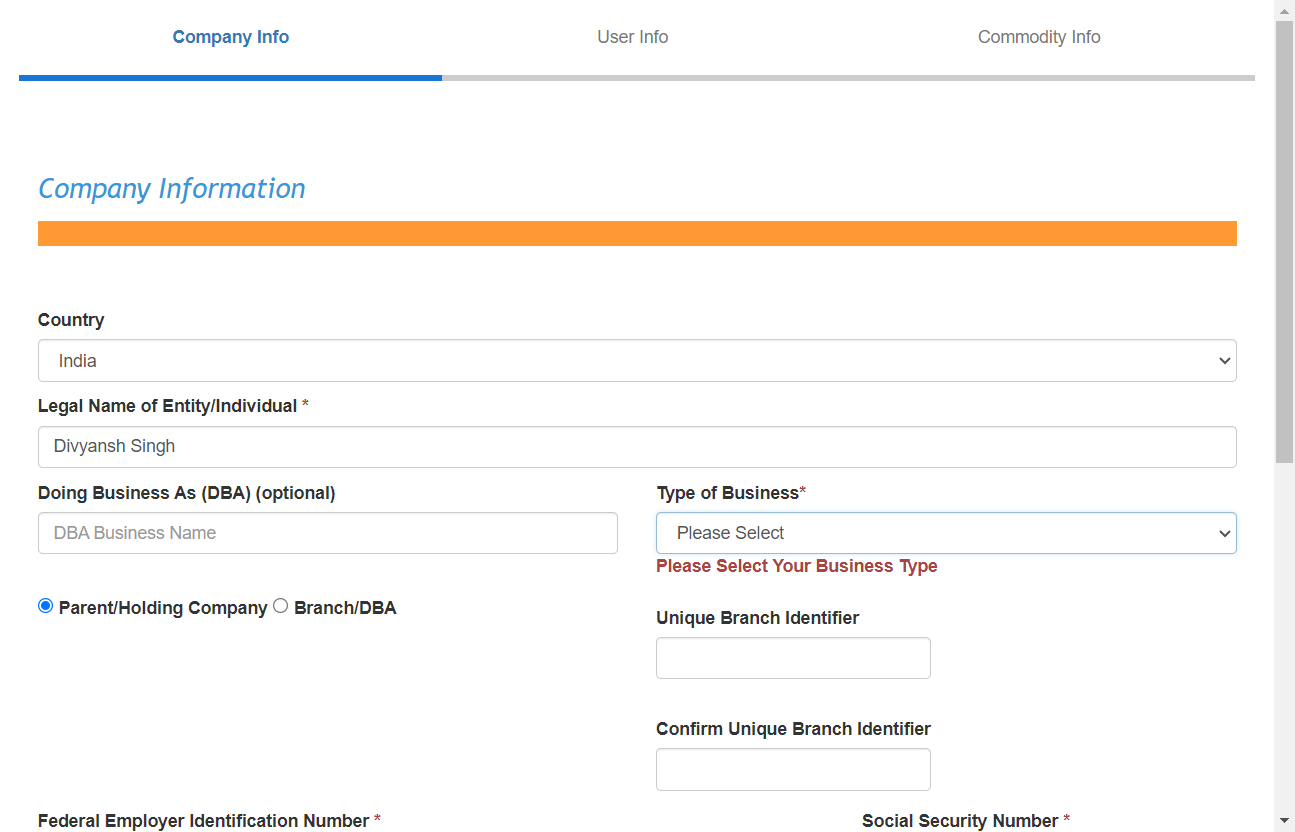 Company Info
User Info
Commodity Info
Company Information
Country
India
Legal Name of Entity/Individual *
Divyansh Singh
Doing Business As (DBA) (optional)
Type of Business*
DBA Business Name
Please Select
Please Select Your Business Type
Parent/Holding Company
Branch/DBA
Unique Branch Identifier
Confirm Unique Branch Identifier
Federal Employer Identification Number *
Social Security Number *